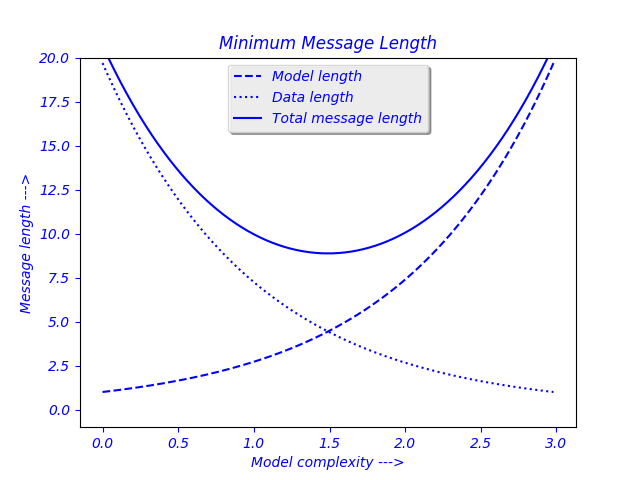 Minimum Message Length
Model length
Data length
Total message length
Message length --->
20.0
17.5
15.0
12.5
10.0
7.5
5.0
2.5
0.0
0.0 0.5 1.0 1.5 2.0 2.5 3.0
Model complexity --->